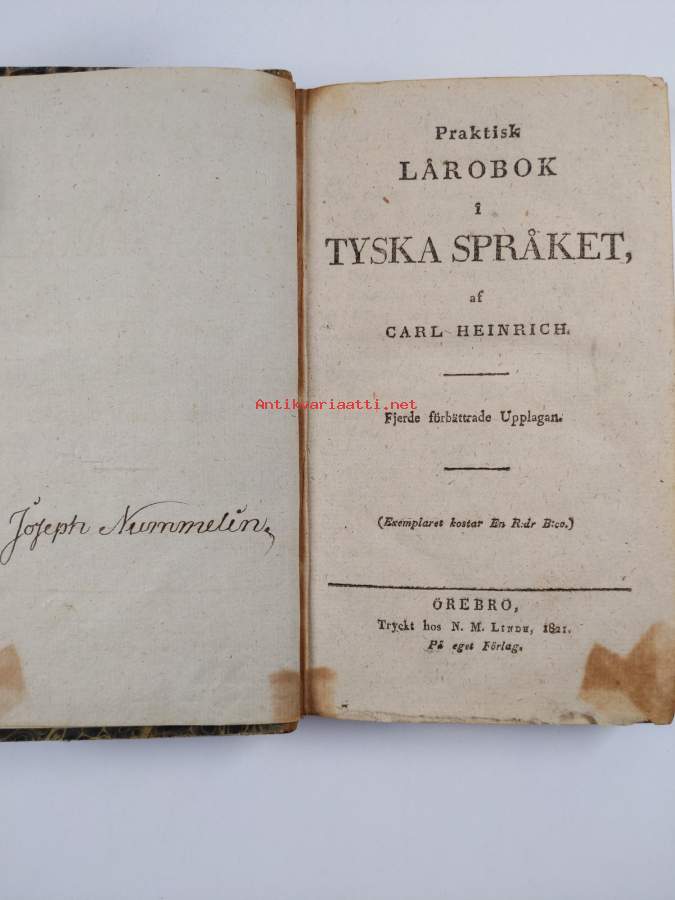 Joseph Nummelin,
Praktisk
LÅROBOK
i
TYSKA SPRÅKET,
af
CARL HEINRICH.
Antikvariaatti.net
Fjerde förbättrade Upplagan.
(Exemplaret kostar En R:dr B:co.)
ÖREBRO,
Tryckt hos N. M. LINDH, 1821.
På eget Förlag.